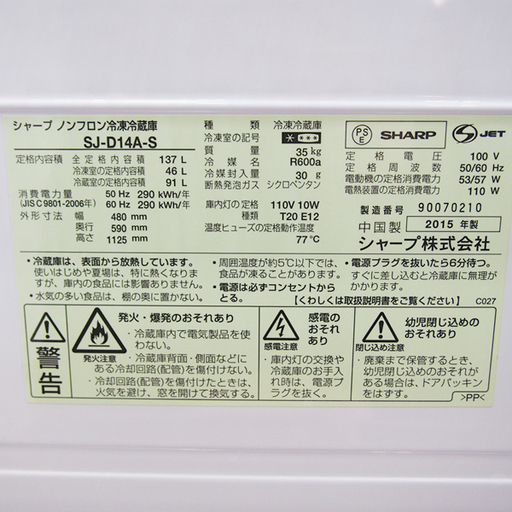 シャープ ノンフロン冷凍冷蔵庫
SJ-D14A-S
定格内容積 全定格内容積 137 L
冷凍室の定格内容積 46 L
冷蔵室の定格内容積 91 L
消費電力量 50 Hz 290 kWh/年
(JIS C 9801-2006年) 60 Hz 290 kWh/年
外形寸法 幅 480 mm
奥行 590 mm
高さ 1125 mm
種類 冷凍冷蔵庫
冷凍室の記号
質量 35 kg
冷媒名 R600a
冷媒量 30 g
断熱発泡ガス シクロペンタン
庫内灯の定格 110V 10W
形名 T20 E12
温度ヒューズの定格動作温度
77 ℃
PSE
SHARP
JET
定格電圧 100 V
定格周波数 50/60 Hz
電動機の定格消費電力 53/57 W
電熱装置の定格消費電力 110 W
製造番号 90070210
中国製 2015 年製
シャープ株式会社
・冷蔵庫は、表面から放熱しています。
使いはじめや夏場は、特に熱くなりますが、庫内の食品には影響ありません。
・水気の多い食品は、棚の奥に置かない。
・周囲温度が約5℃以下では、食品が凍ることがあります。
・電源は必ずコンセントからとる。
・電源プラグを抜いたら6分待つ。
すぐに差し込むと冷蔵庫に無理がかかります。
【くわしくは取扱説明書をご覧ください】
C027
警告
発火・爆発のおそれあり
発火注意
・冷蔵庫内で電気製品を使わない。
・冷蔵庫背面・側面などにある冷却回路(配管)を傷付けない。
・冷却回路(配管)を傷付けたときは、火気を避け、窓を開けて換気する。
感電のおそれあり
感電注意
・庫内灯の交換や冷蔵庫のお手入れ時は、電源プラグを抜く。
幼児閉じ込めのおそれあり
閉じ込め注意
・廃棄まで保管するときで、幼児閉じ込めのおそれがある場合は、ドアパッキンをはずす。
>PP<